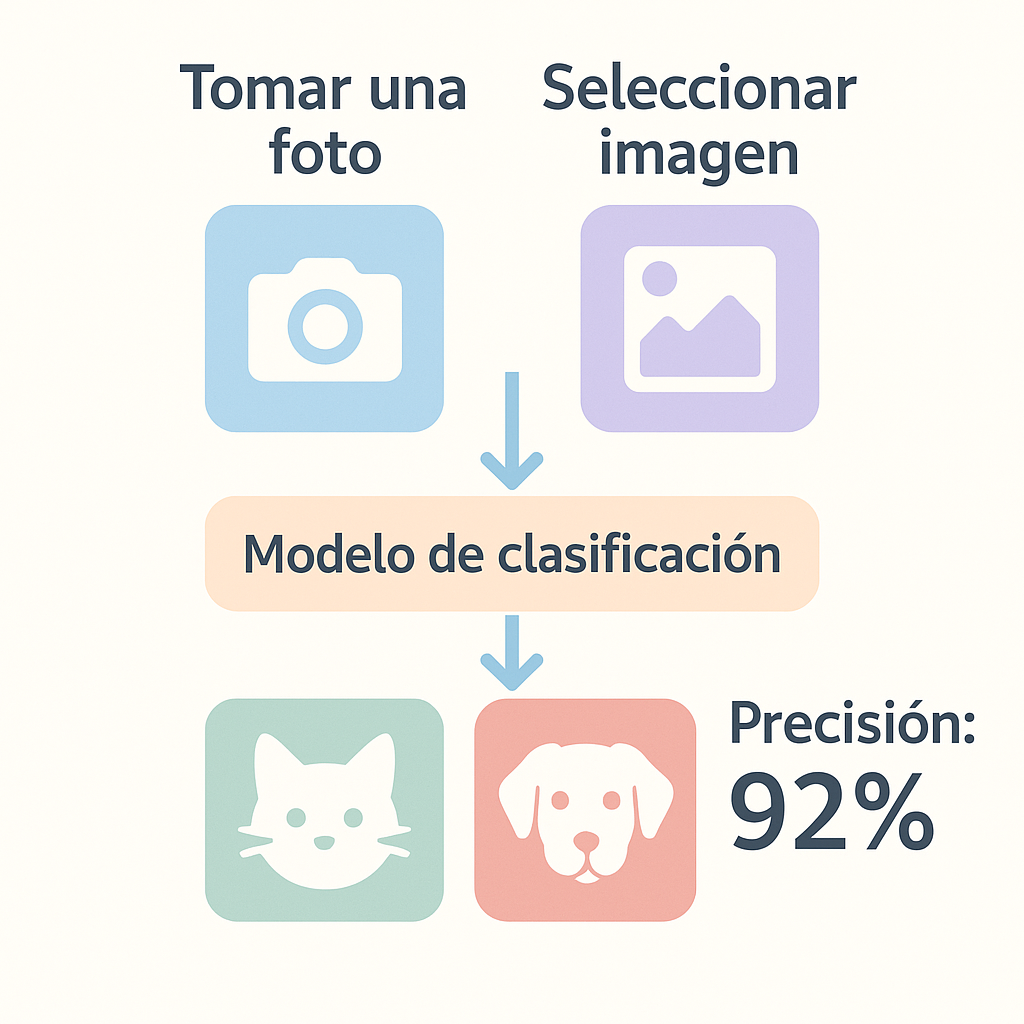 Tomar una
foto
Seleccionar
imagen
Modelo de clasificación
Precisión:
92%